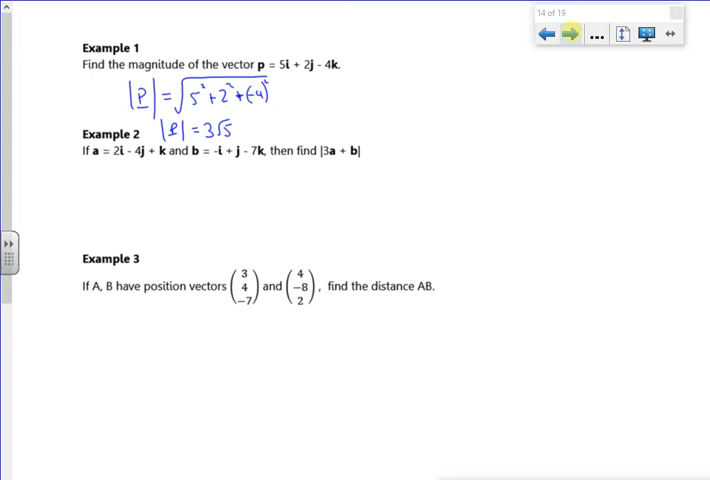 14 of 19
Example 1
Find the magnitude of the vector p = 5i + 2j - 4k.
|p| = √5² + 2² + (-4)²
Example 2
|p| = 3√5
If a = 2i - 4j + k and b = -i + j - 7k, then find |3a + b|
Example 3
If A, B have position vectors (3 4 −7) and (4 −8 2), find the distance AB.